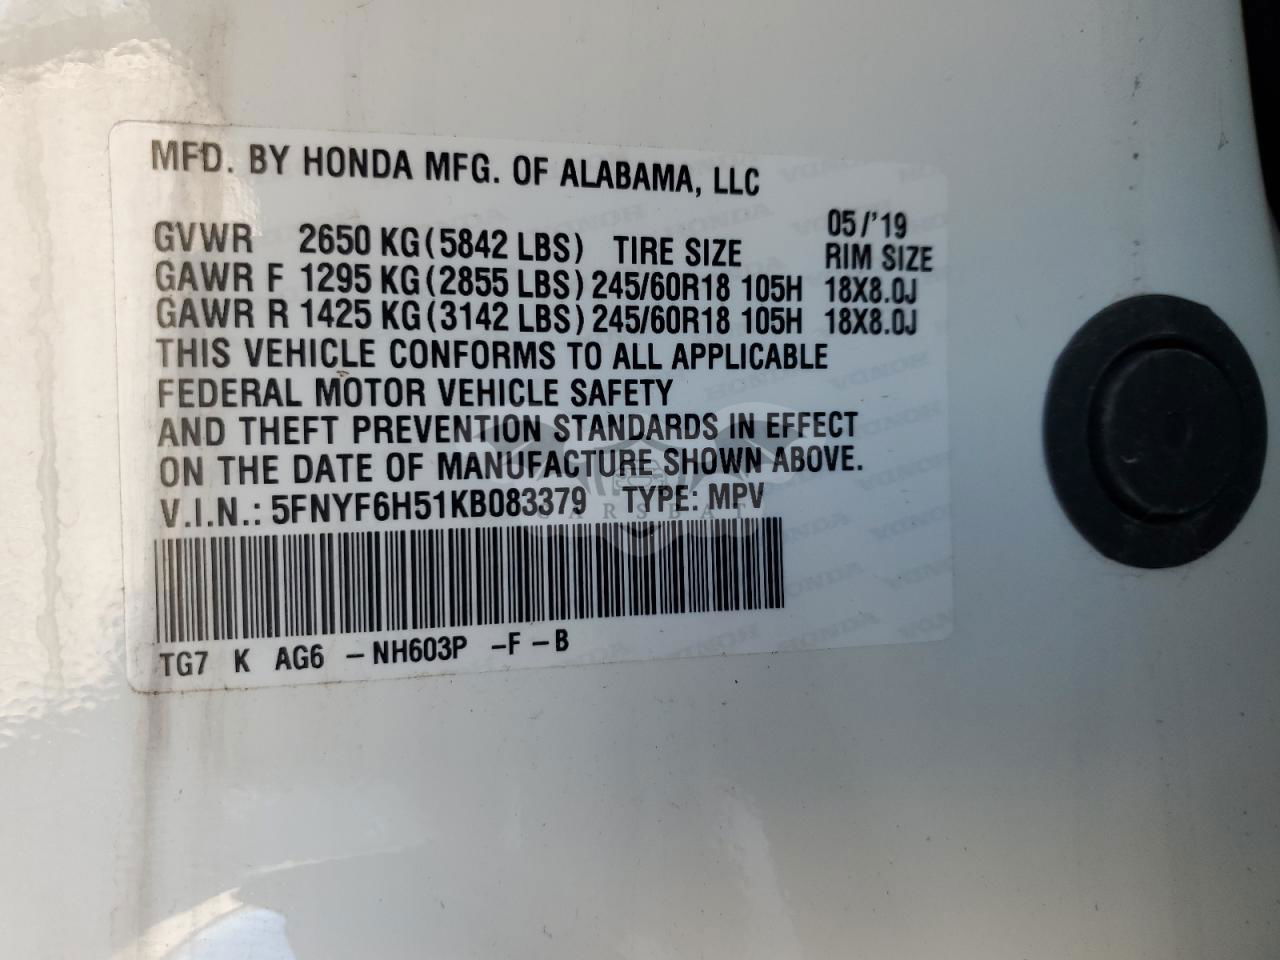 MFD. BY HONDA MFG. OF ALABAMA, LLC
05/'19
GVWR 2650 KG(5842 LBS) TIRE SIZE RIM SIZE
GAWR F 1295 KG(2855 LBS)245/60R18 105H 18X8.0J
GAWR R 1425 KG(3142 LBS)245/60R18 105H 18X8.0J
THIS VEHICLE CONFORMS TO ALL APPLICABLE
FEDERAL MOTOR VEHICLE SAFETY
AND THEFT PREVENTION STANDARDS IN EFFECT
ON THE DATE OF MANUFACTURE SHOWN ABOVE.
V.I.N.: 5FNYF6H51KB083379 TYPE: MPV
CARSBAT
TG7 K AG6 -NH603P -F-B